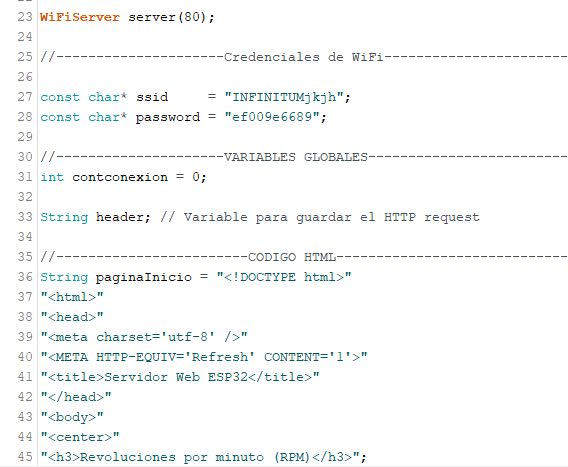 23 WiFiServer server(80);
24
25 //---------------------Credenciales de WiFi-----------------------
26
27 const char* ssid     = "INFINITUMjkjh";
28 const char* password = "ef009e6689";
29
30 //---------------------VARIABLES GLOBALES-------------------------
31 int contconexion = 0;
32
33 String header; // Variable para guardar el HTTP request
34
35 //------------------------CODIGO HTML-----------------------------
36 String paginaInicio = "<!DOCTYPE html>"
37 "<html>"
38 "<head>"
39 "<meta charset='utf-8' />"
40 "<META HTTP-EQUIV='Refresh' CONTENT='1'>"
41 "<title>Servidor Web ESP32</title>"
42 "</head>"
43 "<body>"
44 "<center>"
45 "<h3>Revoluciones por minuto (RPM)</h3>";